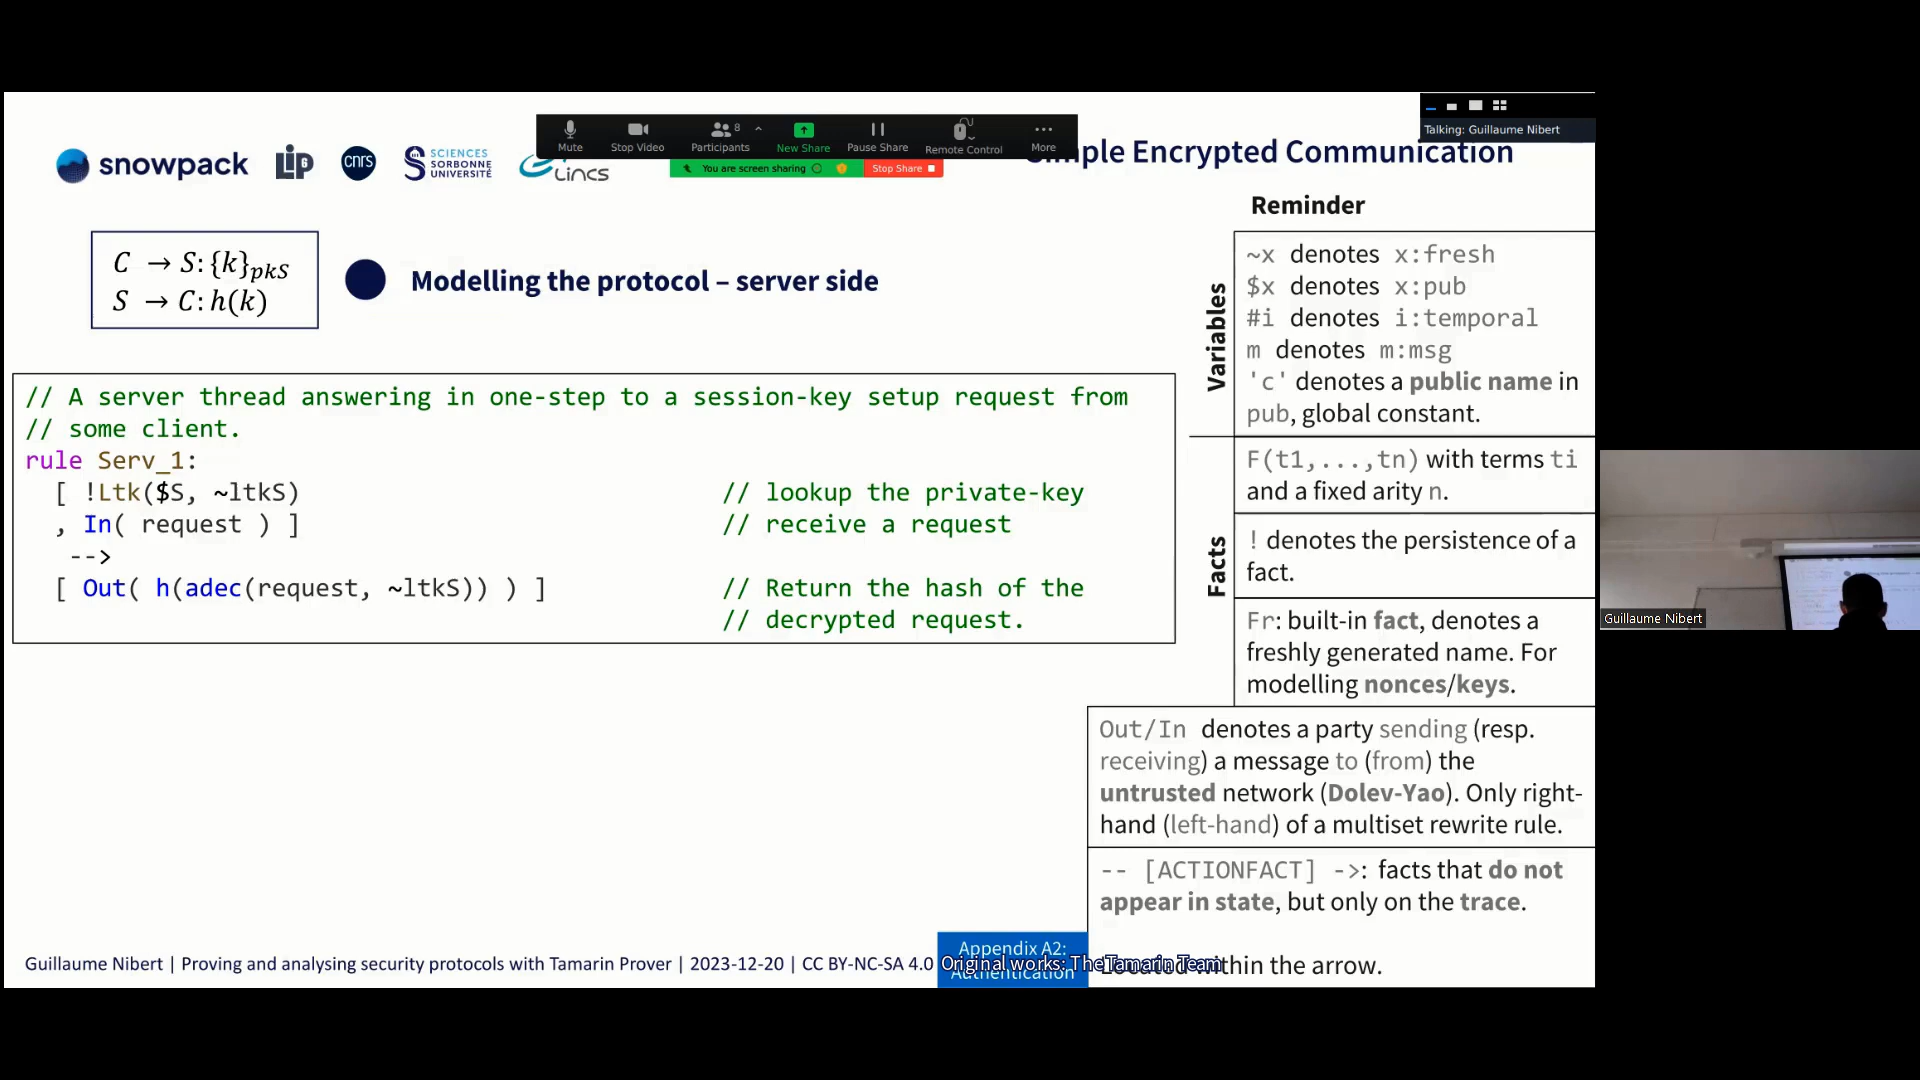 Mute
Stop Video
Participants
8
New Share
Pause Share
Remote Control
More
You are screen sharing
Stop Share
Talking: Guillaume Nibert
snowpack
LIP6
cnrs
SCIENCES
SORBONNE
UNIVERSITÉ
LINCS
Simple Encrypted Communication
Reminder
C → S: {k}pkS
S → C: h(k)
Modelling the protocol – server side
// A server thread answering in one-step to a session-key setup request from
// some client.
rule Serv_1:
[ !Ltk($S, ~ltkS) // lookup the private-key
, In( request ) ] // receive a request
-->
[ Out( h(adec(request, ~ltkS)) ) ] // Return the hash of the
// decrypted request.
Variables
~x denotes x:fresh
$x denotes x:pub
#i denotes i:temporal
m denotes m:msg
'c' denotes a public name in
pub, global constant.
Facts
F(t1,...,tn) with terms ti
and a fixed arity n.
! denotes the persistence of a
fact.
Fr: built-in fact, denotes a
freshly generated name. For
modelling nonces/keys.
Out/In denotes a party sending (resp.
receiving) a message to (from) the
untrusted network (Dolev-Yao). Only right-
hand (left-hand) of a multiset rewrite rule.
-- [ACTIONFACT] ->: facts that do not
appear in state, but only on the trace.
Located within the arrow.
Guillaume Nibert | Proving and analysing security protocols with Tamarin Prover | 2023-12-20 | CC BY-NC-SA 4.0
Original works: The Tamarin Team
Appendix A2:
Authentication
Guillaume Nibert